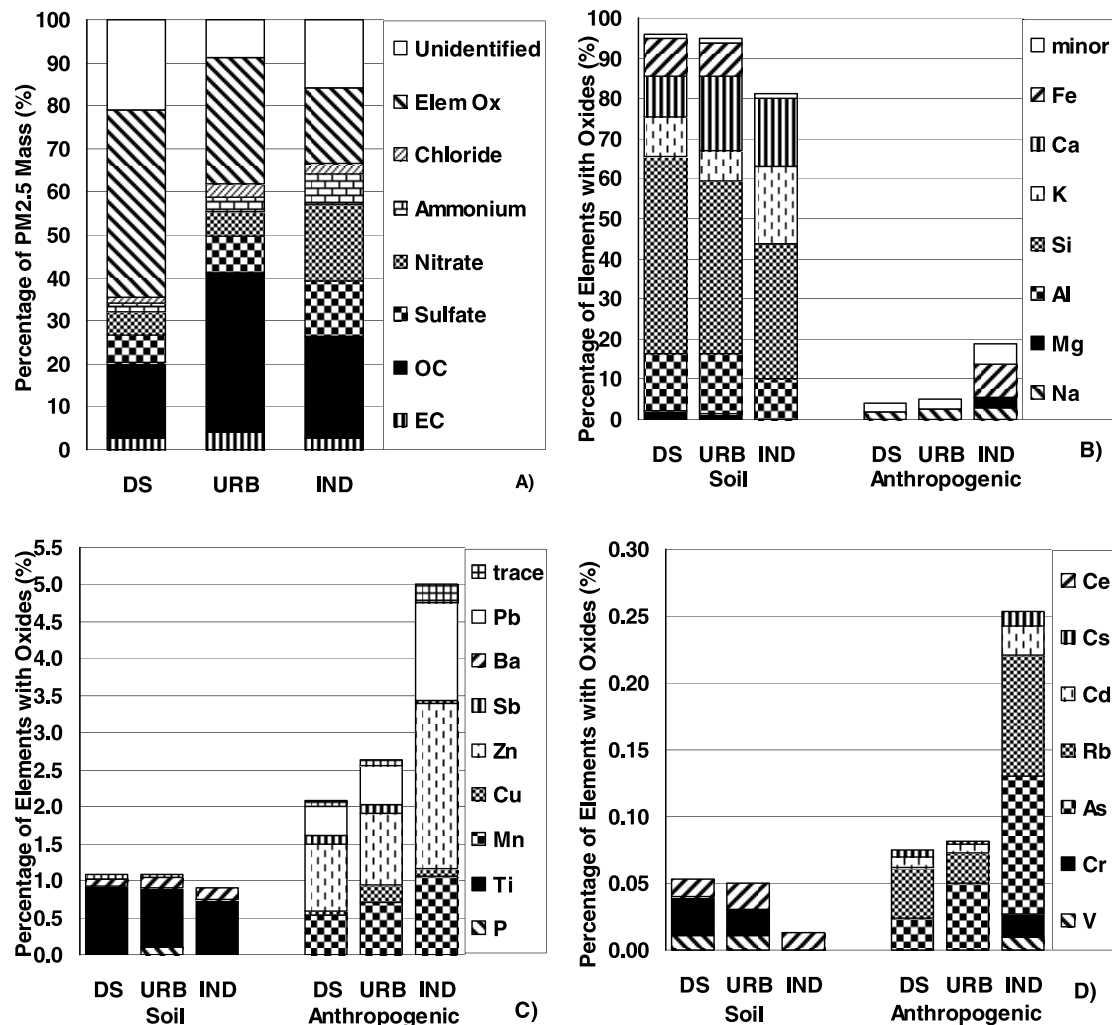 Percentage of PM2.5 Mass (%)
100
90
80
70
60
50
40
30
20
10
0
DS URB IND
Unidentified
Elem Ox
Chloride
Ammonium
Nitrate
Sulfate
OC
EC
A)
Percentage of Elements with Oxides (%)
100
90
80
70
60
50
40
30
20
10
0
DS URB IND DS URB IND
Soil Anthropogenic
minor
Fe
Ca
K
Si
Al
Mg
Na
B)
Percentage of Elements with Oxides (%)
5.5
5.0
4.5
4.0
3.5
3.0
2.5
2.0
1.5
1.0
0.5
0.0
DS URB IND DS URB IND
Soil Anthropogenic
trace
Pb
Ba
Sb
Zn
Cu
Mn
Ti
P
C)
Percentage of Elements with Oxides (%)
0.30
0.25
0.20
0.15
0.10
0.05
0.00
DS URB IND DS URB IND
Soil Anthropogenic
Ce
Cs
Cd
Rb
As
Cr
V
D)